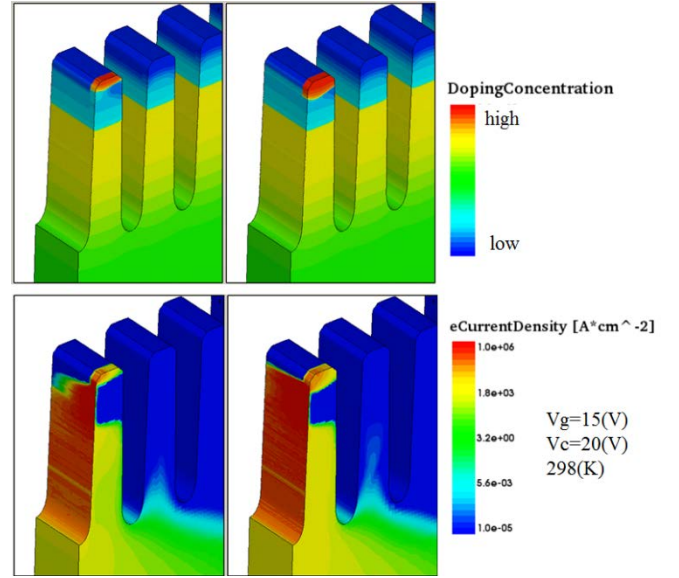 DopingConcentration
high
low
eCurrentDensity [A*cm^-2]
1.0e+06
1.8e+03
3.2e+00
5.6e-03
1.0e-05
Vg=15(V)
Vc=20(V)
298(K)